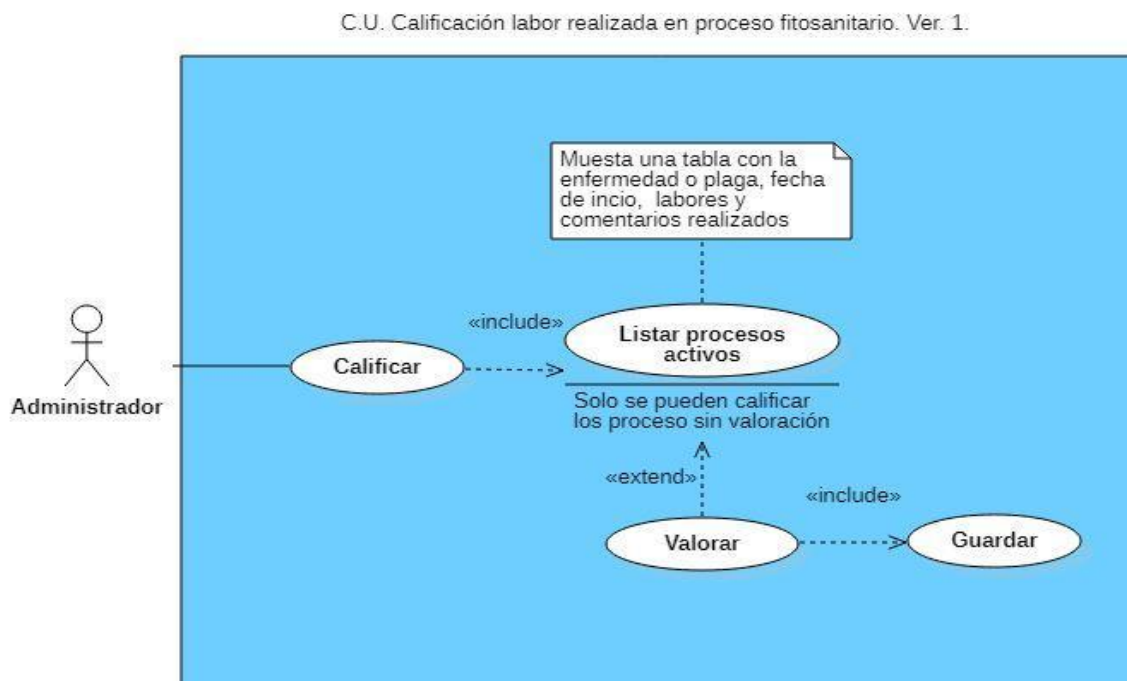 C.U. Calificación labor realizada en proceso fitosanitario. Ver. 1.
Muesta una tabla con la
enfermedad o plaga, fecha
de incio, labores y
comentarios realizados
«include»
Listar procesos
activos
Calificar
Administrador
Solo se pueden calificar
los proceso sin valoración
«extend»
«include»
Valorar
Guardar